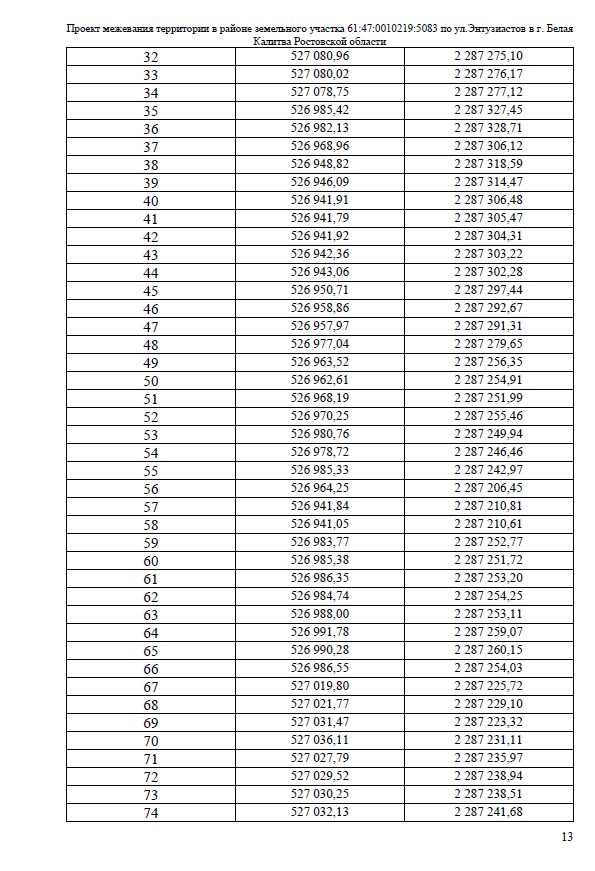 Проект межевания территории в районе земельного участка 61:47:0010219:5083 по ул.Энтузиастов в г. Белая
Калитва Ростовской области
32 527 080,96 2 287 275,10
33 527 080,02 2 287 276,17
34 527 078,75 2 287 277,12
35 526 985,42 2 287 327,45
36 526 982,13 2 287 328,71
37 526 968,96 2 287 306,12
38 526 948,82 2 287 318,59
39 526 946,09 2 287 314,47
40 526 941,91 2 287 306,48
41 526 941,79 2 287 305,47
42 526 941,92 2 287 304,31
43 526 942,36 2 287 303,22
44 526 943,06 2 287 302,28
45 526 950,71 2 287 297,44
46 526 958,86 2 287 292,67
47 526 957,97 2 287 291,31
48 526 977,04 2 287 279,65
49 526 963,52 2 287 256,35
50 526 962,61 2 287 254,91
51 526 968,19 2 287 251,99
52 526 970,25 2 287 255,46
53 526 980,76 2 287 249,94
54 526 978,72 2 287 246,46
55 526 985,33 2 287 242,97
56 526 964,25 2 287 206,45
57 526 941,84 2 287 210,81
58 526 941,05 2 287 210,61
59 526 983,77 2 287 252,77
60 526 985,38 2 287 251,72
61 526 986,35 2 287 253,20
62 526 984,74 2 287 254,25
63 526 988,00 2 287 253,11
64 526 991,78 2 287 259,07
65 526 990,28 2 287 260,15
66 526 986,55 2 287 254,03
67 527 019,80 2 287 225,72
68 527 021,77 2 287 229,10
69 527 031,47 2 287 223,32
70 527 036,11 2 287 231,11
71 527 027,79 2 287 235,97
72 527 029,52 2 287 238,94
73 527 030,25 2 287 238,51
74 527 032,13 2 287 241,68
13